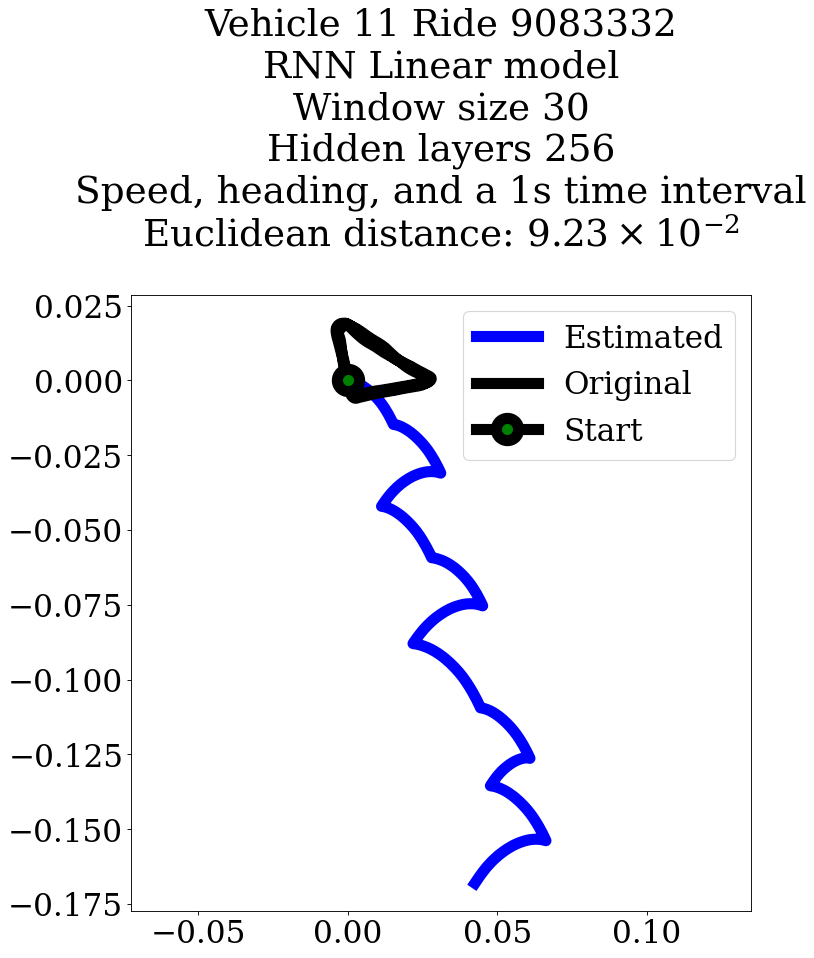 Vehicle 11 Ride 9083332
RNN Linear model
Window size 30
Hidden layers 256
Speed, heading, and a 1s time interval
Euclidean distance: 9.23 × 10⁻²
0.025
0.000
−0.025
−0.050
−0.075
−0.100
−0.125
−0.150
−0.175
Estimated
Original
Start
−0.05 0.00 0.05 0.10